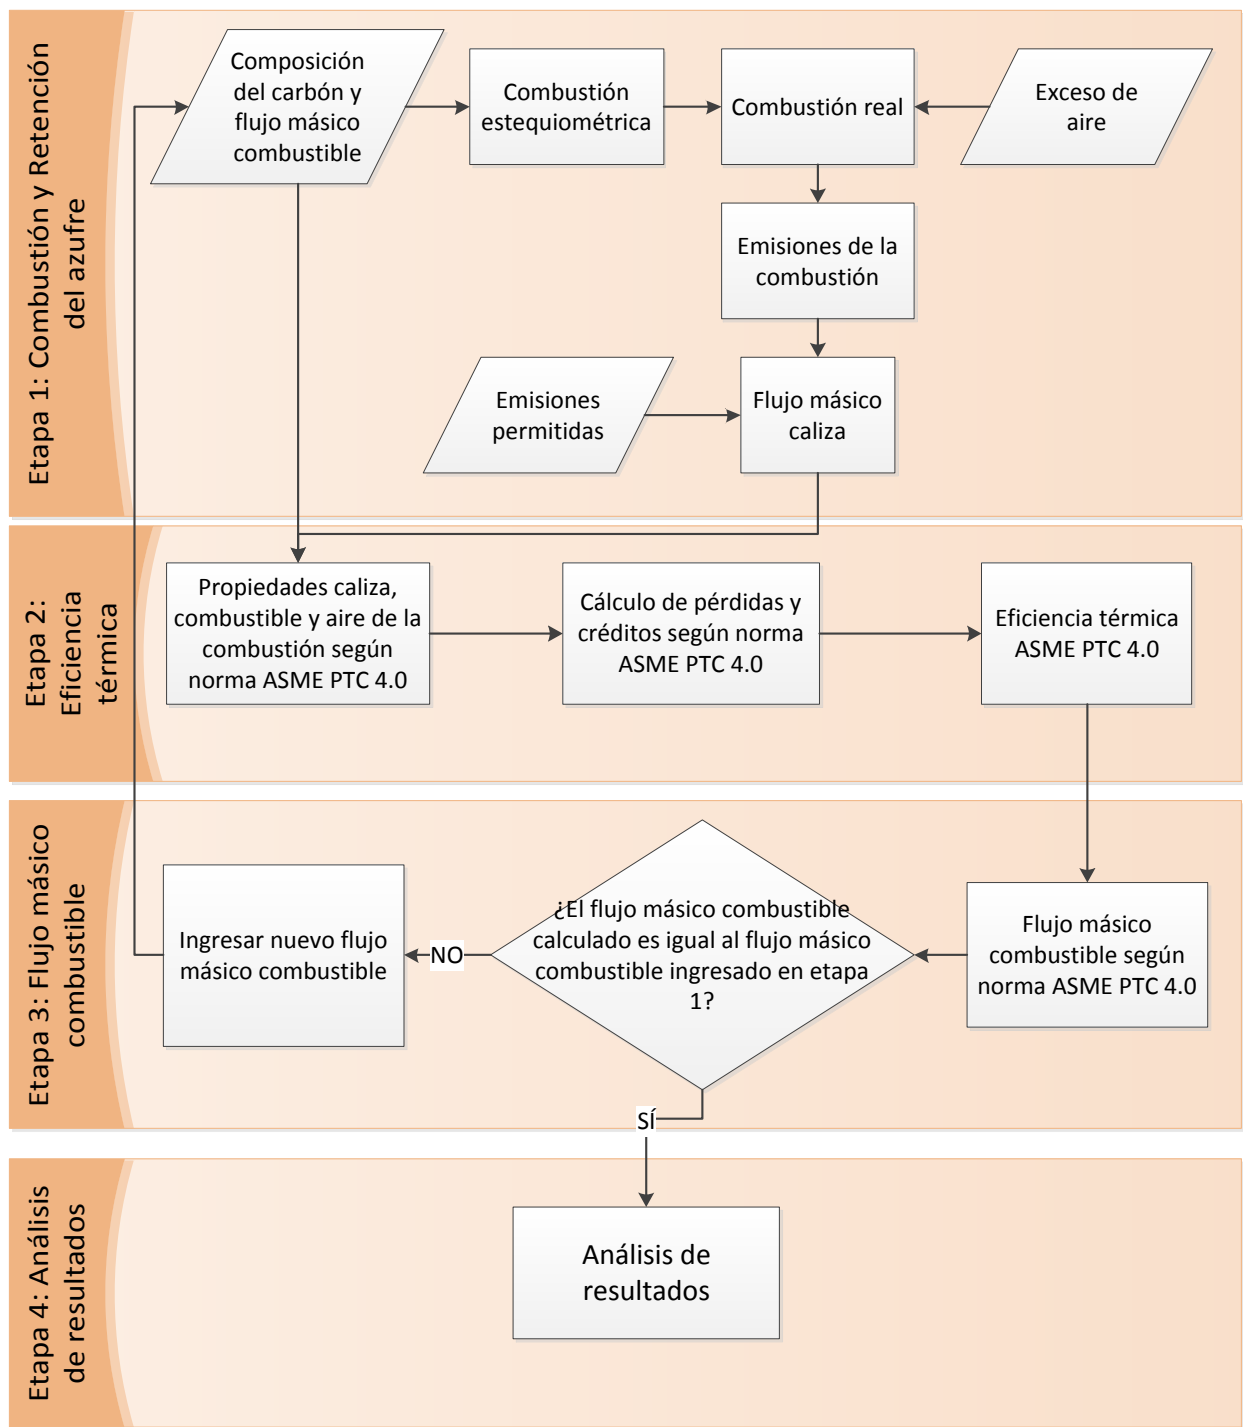 Etapa 1: Combustión y Retención
del azufre
Composición
del carbón y
flujo másico
combustible
Combustión
estequiométrica
Combustión real
Exceso de
aire
Emisiones de la
combustión
Emisiones
permitidas
Flujo másico
caliza
Etapa 2:
Eficiencia
térmica
Propiedades caliza,
combustible y aire de la
combustión según
norma ASME PTC 4.0
Cálculo de pérdidas y
créditos según norma
ASME PTC 4.0
Eficiencia térmica
ASME PTC 4.0
Etapa 3: Flujo másico
combustible
Ingresar nuevo flujo
másico combustible
NO
¿El flujo másico combustible
calculado es igual al flujo másico
combustible ingresado en etapa
1?
Flujo másico
combustible según
norma ASME PTC 4.0
SÍ
Etapa 4: Análisis
de resultados
Análisis de
resultados